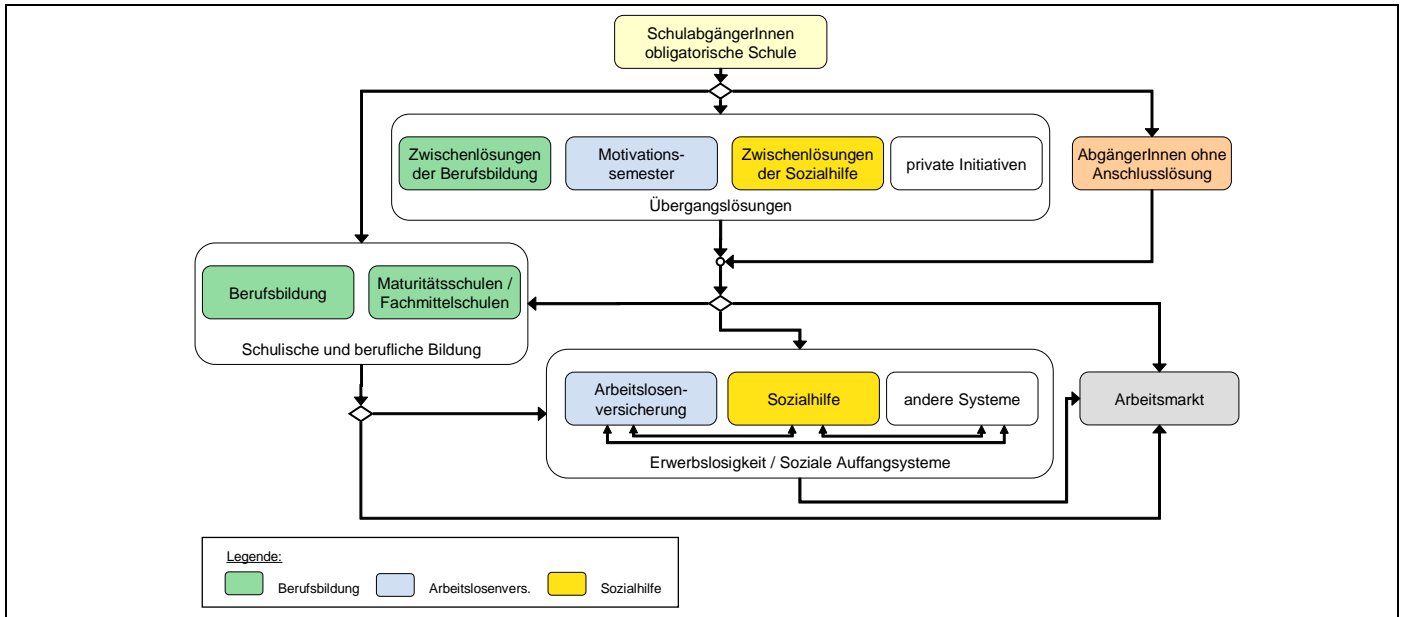 SchulabgängerInnen
obligatorische Schule
Zwischenlösungen
der Berufsbildung
Motivations-
semester
Zwischenlösungen
der Sozialhilfe
private Initiativen
AbgängerInnen ohne
Anschlusslösung
Übergangslösungen
Berufsbildung
Maturitätsschulen /
Fachmittelschulen
Schulische und berufliche Bildung
Arbeitslosen-
versicherung
Sozialhilfe
andere Systeme
Arbeitsmarkt
Erwerbslosigkeit / Soziale Auffangsysteme
Legende:
Berufsbildung
Arbeitslosenvers.
Sozialhilfe